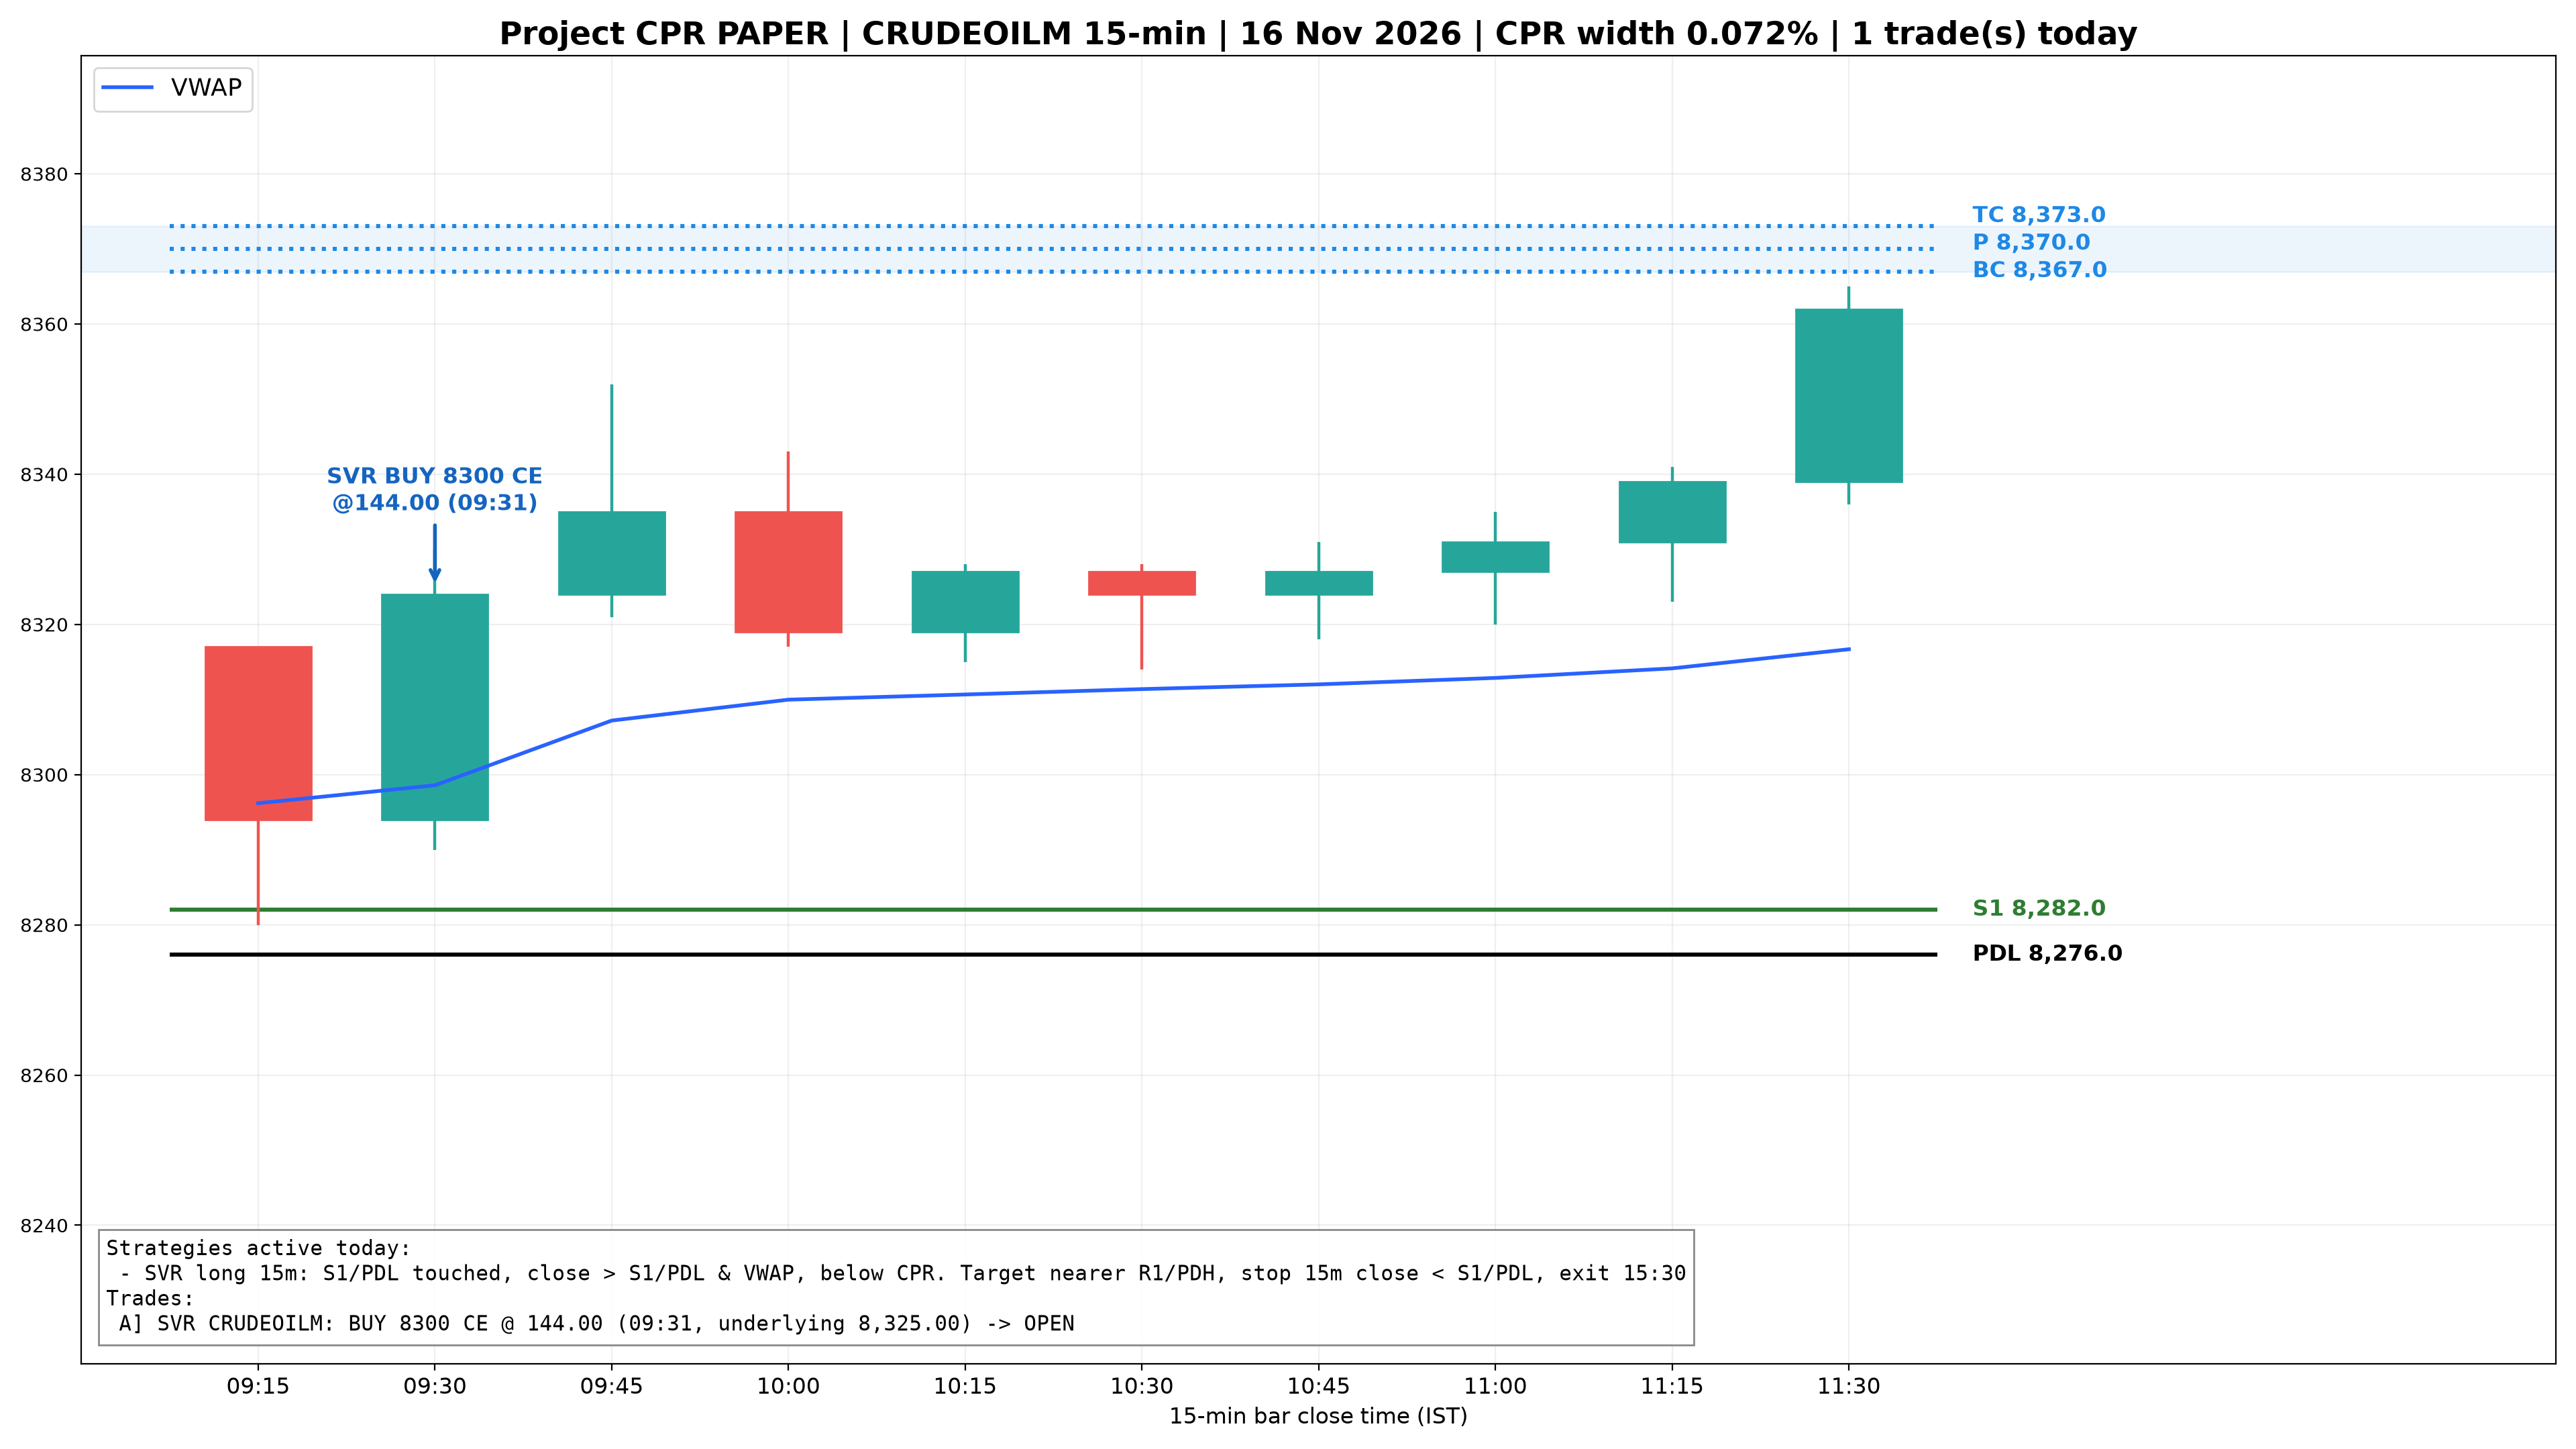 Project CPR PAPER | CRUDEOILM 15-min | 16 Nov 2026 | CPR width 0.072% | 1 trade(s) today
VWAP
8380
8360
8340
8320
8300
8280
8260
8240
TC 8,373.0
P 8,370.0
BC 8,367.0
SVR BUY 8300 CE
@144.00 (09:31)
S1 8,282.0
PDL 8,276.0
Strategies active today:
 - SVR long 15m: S1/PDL touched, close > S1/PDL & VWAP, below CPR. Target nearer R1/PDH, stop 15m close < S1/PDL, exit 15:30
Trades:
 A] SVR CRUDEOILM: BUY 8300 CE @ 144.00 (09:31, underlying 8,325.00) -> OPEN
09:15 09:30 09:45 10:00 10:15 10:30 10:45 11:00 11:15 11:30
15-min bar close time (IST)